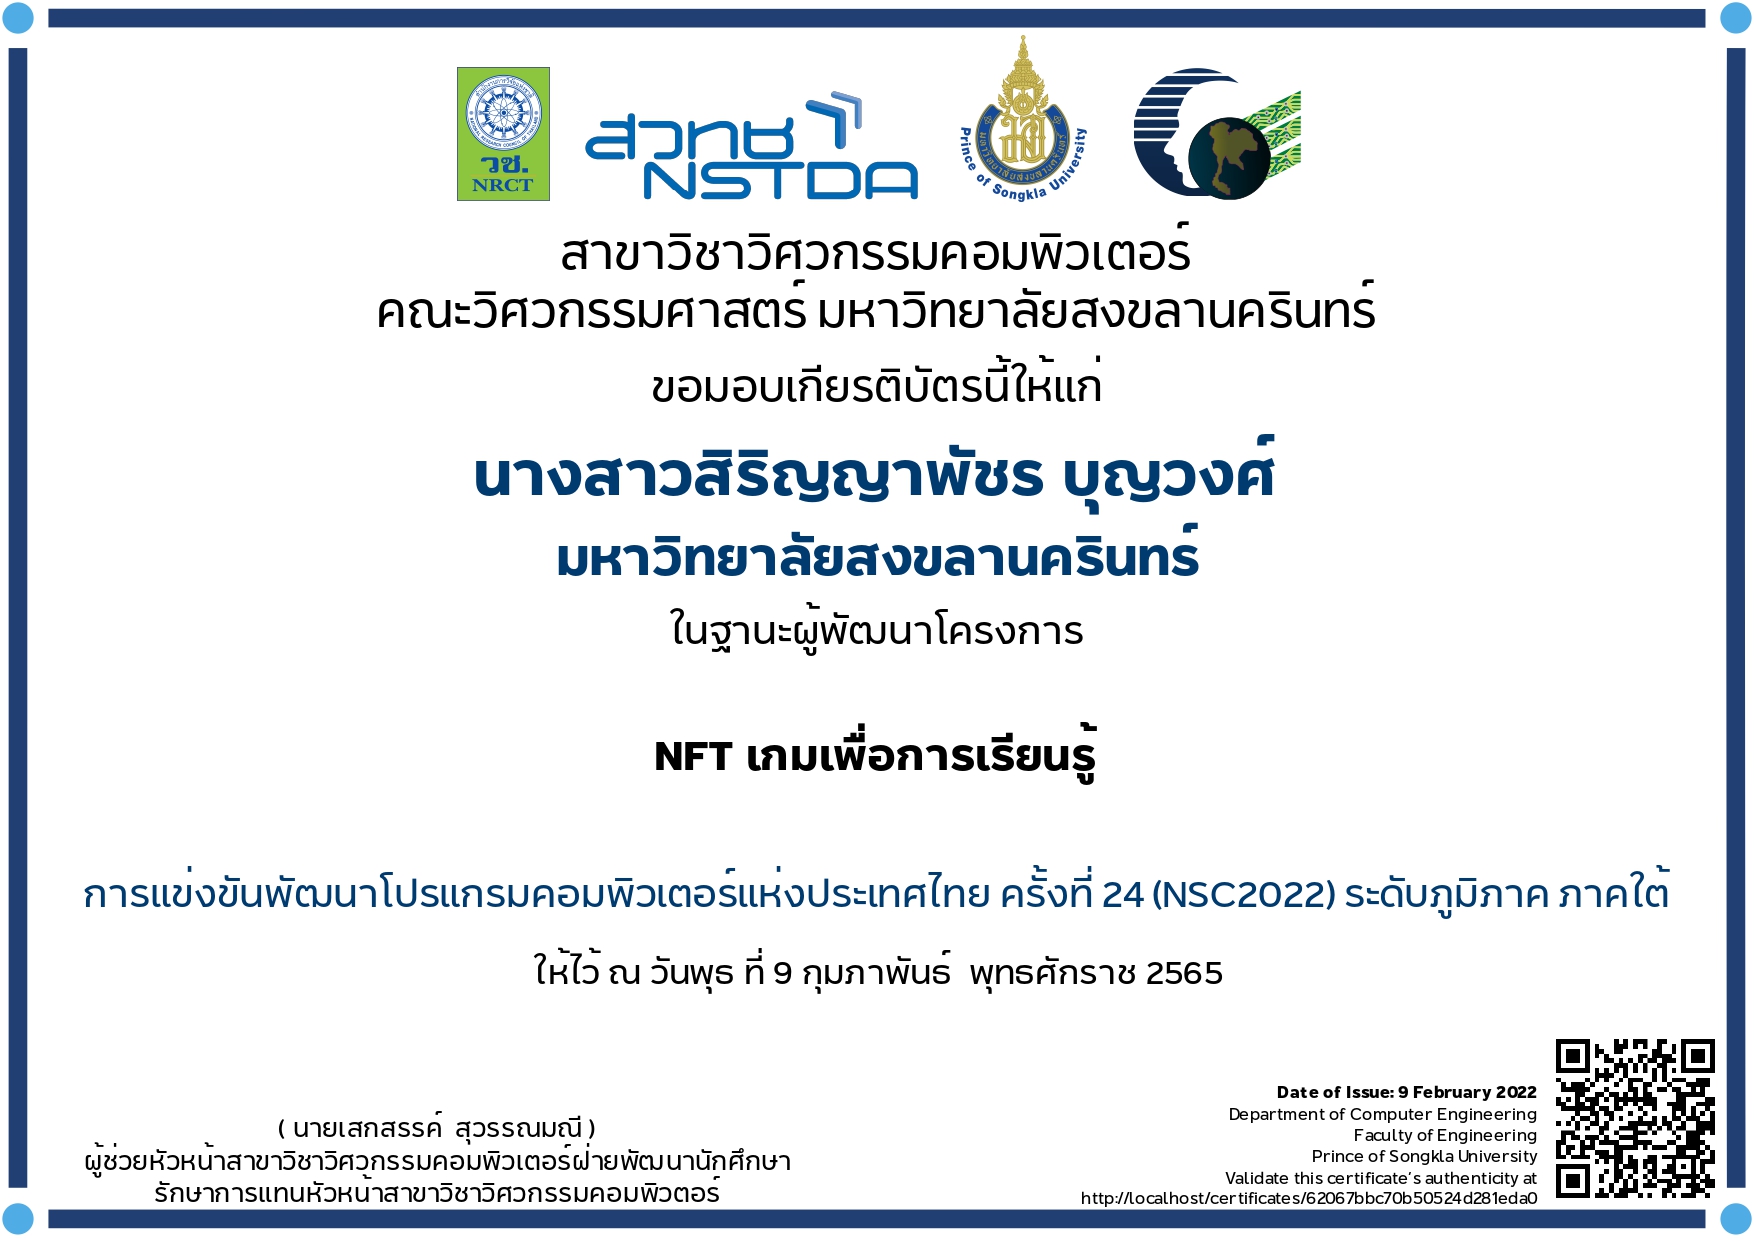 วช.
NRCT
สวทช
NSTDA
Prince of Songkla University
สาขาวิชาวิศวกรรมคอมพิวเตอร์
คณะวิศวกรรมศาสตร์ มหาวิทยาลัยสงขลานครินทร์
ขอมอบเกียรติบัตรนี้ให้แก่
นางสาวสิริญญาพัชร บุญวงศ์
มหาวิทยาลัยสงขลานครินทร์
ในฐานะผู้พัฒนาโครงการ
NFT เกมเพื่อการเรียนรู้
การแข่งขันพัฒนาโปรแกรมคอมพิวเตอร์แห่งประเทศไทย ครั้งที่ 24 (NSC2022) ระดับภูมิภาค ภาคใต้
ให้ไว้ ณ วันพุธ ที่ 9 กุมภาพันธ์ พุทธศักราช 2565
( นายเสกสรรค์ สุวรรณมณี )
ผู้ช่วยหัวหน้าสาขาวิชาวิศวกรรมคอมพิวเตอร์ฝ่ายพัฒนานักศึกษา
รักษาการแทนหัวหน้าสาขาวิชาวิศวกรรมคอมพิวตอร์
Date of Issue: 9 February 2022
Department of Computer Engineering
Faculty of Engineering
Prince of Songkla University
Validate this certificate's authenticity at
http://localhost/certificates/62067bbc70b50524d281eda0